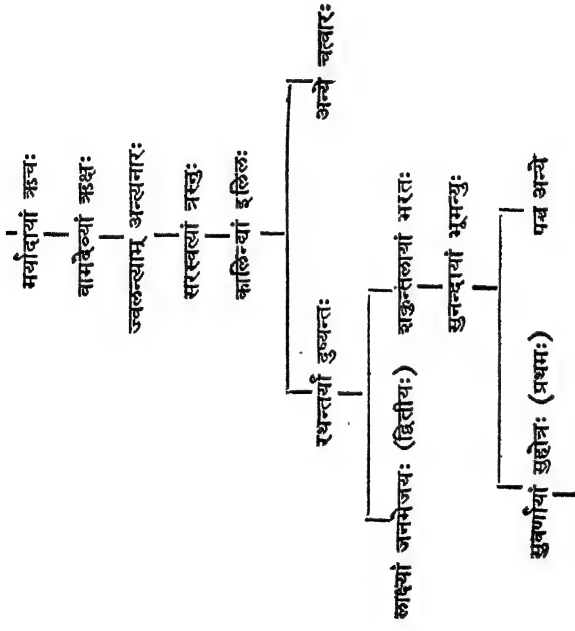 मर्यादायां ऋचः
वामदेव्यां ऋक्षः
ज्वलन्त्याम् अन्त्यनारः
सरस्वत्यां त्रस्नुः
कालिन्द्यां इलिलः
रथन्तर्यां दुष्यन्तः अन्ये चत्वारः
लाक्ष्यां जनमेजयः (द्वितीयः) शकुन्तलायां भरतः
सुनन्दायां भूमन्युः
सुवर्णायां सुहोत्रः (प्रथमः) पञ्च अन्ये